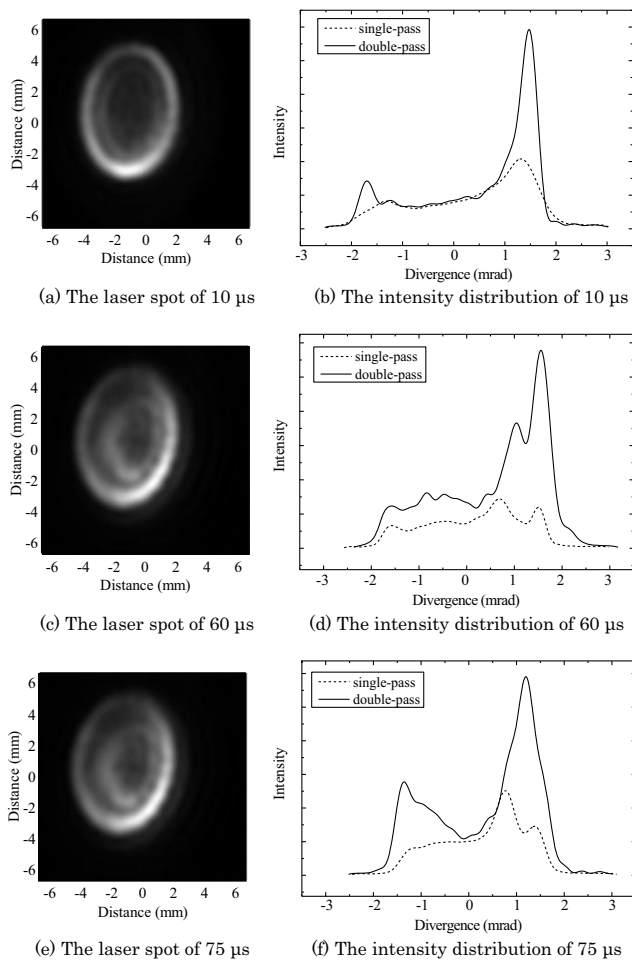 6
4
2
0
-2
-4
-6
Distance (mm)
-6 -4 -2 0 2 4 6
Distance (mm)
(a) The laser spot of 10 µs
single-pass
double-pass
Intensity
-3 -2 -1 0 1 2 3
Divergence (mrad)
(b) The intensity distribution of 10 µs
6
4
2
0
-2
-4
-6
Distance (mm)
-6 -4 -2 0 2 4 6
Distance (mm)
(c) The laser spot of 60 µs
single-pass
double-pass
Intensity
-3 -2 -1 0 1 2 3
Divergence (mrad)
(d) The intensity distribution of 60 µs
6
4
2
0
-2
-4
-6
Distance (mm)
-6 -4 -2 0 2 4 6
Distance (mm)
(e) The laser spot of 75 µs
single-pass
double-pass
Intensity
-3 -2 -1 0 1 2 3
Divergence (mrad)
(f) The intensity distribution of 75 µs